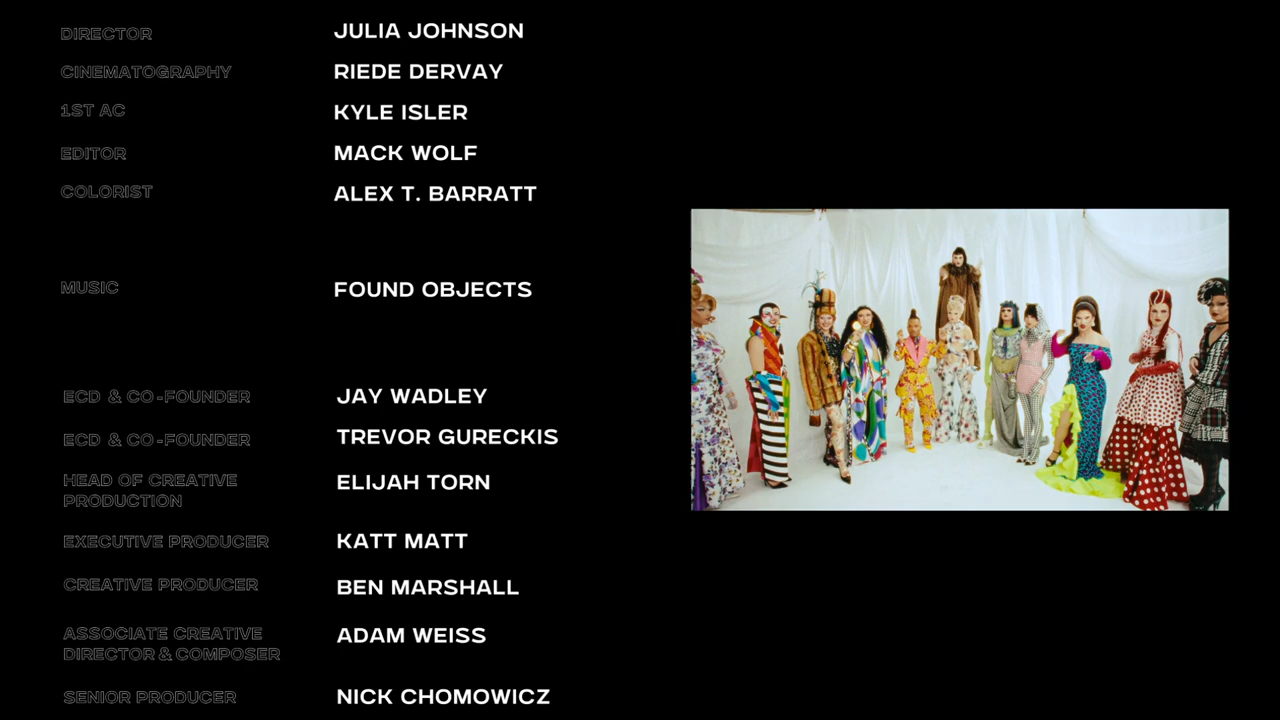 DIRECTOR JULIA JOHNSON
CINEMATOGRAPHY RIEDE DERVAY
1ST AC KYLE ISLER
EDITOR MACK WOLF
COLORIST ALEX T. BARRATT
MUSIC FOUND OBJECTS
ECD & CO-FOUNDER JAY WADLEY
ECD & CO-FOUNDER TREVOR GURECKIS
HEAD OF CREATIVE ELIJAH TORN
PRODUCTION
EXECUTIVE PRODUCER KATT MATT
CREATIVE PRODUCER BEN MARSHALL
ASSOCIATE CREATIVE ADAM WEISS
DIRECTOR & COMPOSER
SENIOR PRODUCER NICK CHOMOWICZ